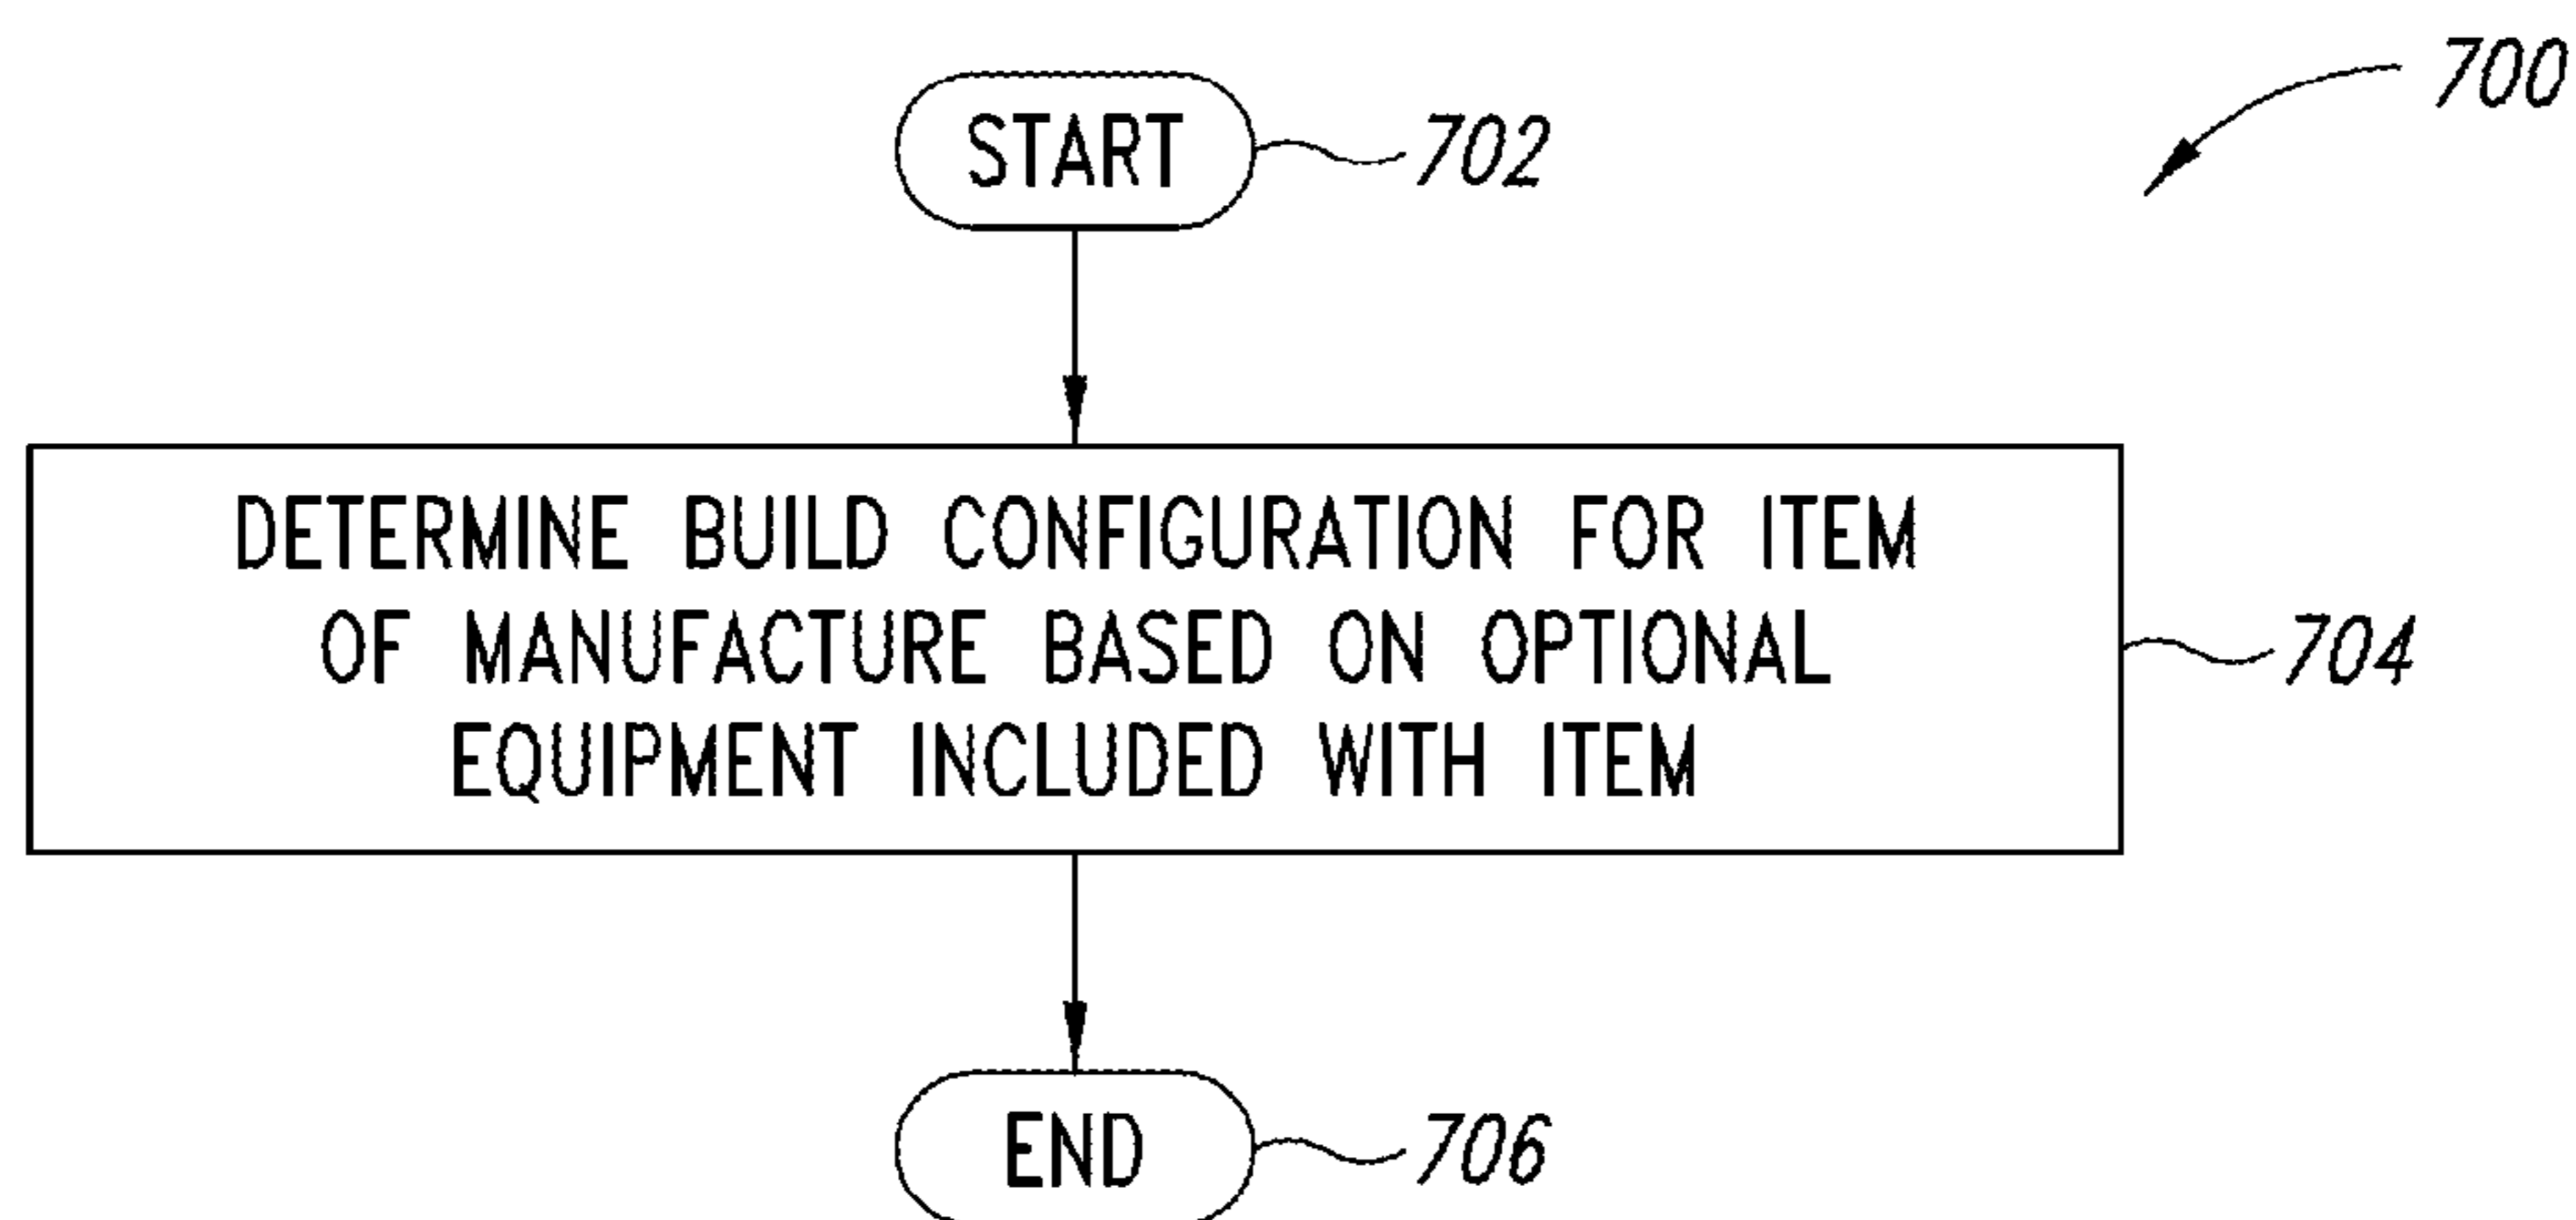 700
START
702
DETERMINE BUILD CONFIGURATION FOR ITEM
OF MANUFACTURE BASED ON OPTIONAL
EQUIPMENT INCLUDED WITH ITEM
704
END
706